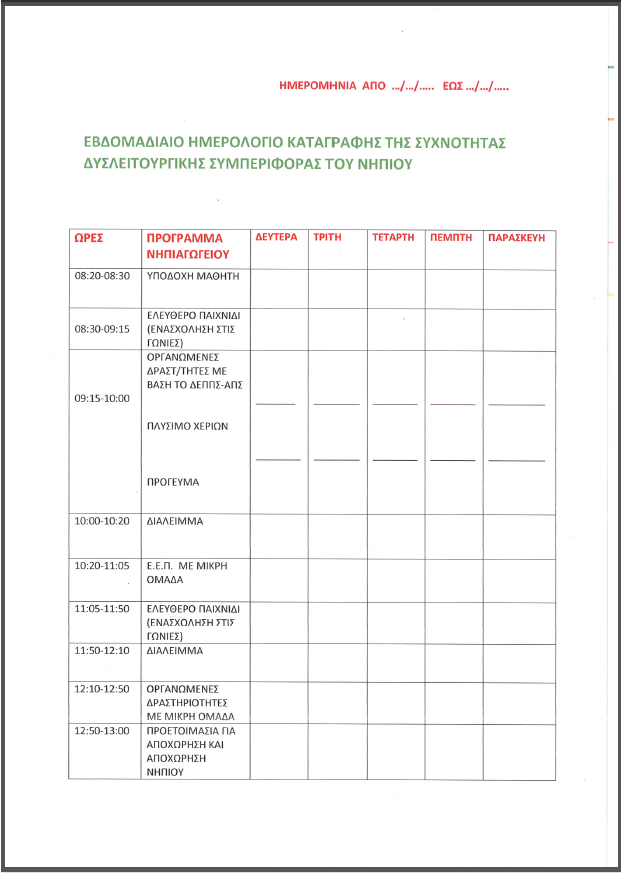 ΗΜΕΡΟΜΗΝΙΑ ΑΠΟ .../.../..... ΕΩΣ .../.../.....
ΕΒΔΟΜΑΔΙΑΙΟ ΗΜΕΡΟΛΟΓΙΟ ΚΑΤΑΓΡΑΦΗΣ ΤΗΣ ΣΥΧΝΟΤΗΤΑΣ
ΔΥΣΛΕΙΤΟΥΡΓΙΚΗΣ ΣΥΜΠΕΡΙΦΟΡΑΣ ΤΟΥ ΝΗΠΙΟΥ
ΩΡΕΣ ΠΡΟΓΡΑΜΜΑ ΔΕΥΤΕΡΑ ΤΡΙΤΗ ΤΕΤΑΡΤΗ ΠΕΜΠΤΗ ΠΑΡΑΣΚΕΥΗ
ΝΗΠΙΑΓΩΓΕΙΟΥ
08:20-08:30 ΥΠΟΔΟΧΗ ΜΑΘΗΤΗ
ΕΛΕΥΘΕΡΟ ΠΑΙΧΝΙΔΙ
08:30-09:15 (ΕΝΑΣΧΟΛΗΣΗ ΣΤΙΣ
ΓΩΝΙΕΣ)
ΟΡΓΑΝΩΜΕΝΕΣ
ΔΡΑΣΤ/ΤΗΤΕΣ ΜΕ
ΒΑΣΗ ΤΟ ΔΕΠΠΣ-ΑΠΣ
09:15-10:00
ΠΛΥΣΙΜΟ ΧΕΡΙΩΝ
ΠΡΟΓΕΥΜΑ
10:00-10:20 ΔΙΑΛΕΙΜΜΑ
10:20-11:05 Ε.Ε.Π. ΜΕ ΜΙΚΡΗ
ΟΜΑΔΑ
11:05-11:50 ΕΛΕΥΘΕΡΟ ΠΑΙΧΝΙΔΙ
(ΕΝΑΣΧΟΛΗΣΗ ΣΤΙΣ
ΓΩΝΙΕΣ)
11:50-12:10 ΔΙΑΛΕΙΜΜΑ
12:10-12:50 ΟΡΓΑΝΩΜΕΝΕΣ
ΔΡΑΣΤΗΡΙΟΤΗΤΕΣ
ΜΕ ΜΙΚΡΗ ΟΜΑΔΑ
12:50-13:00 ΠΡΟΕΤΟΙΜΑΣΙΑ ΓΙΑ
ΑΠΟΧΩΡΗΣΗ ΚΑΙ
ΑΠΟΧΩΡΗΣΗ
ΝΗΠΙΟΥ